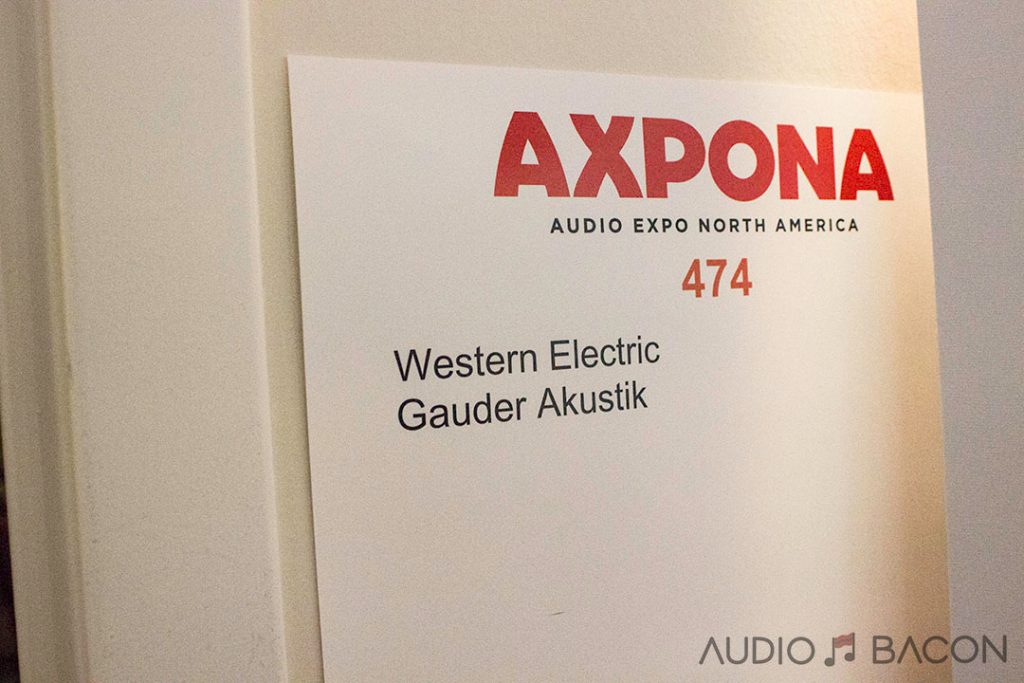 AXPONA
AUDIO EXPO NORTH AMERICA
474
Western Electric
Gauder Akustik
AUDIO BACON